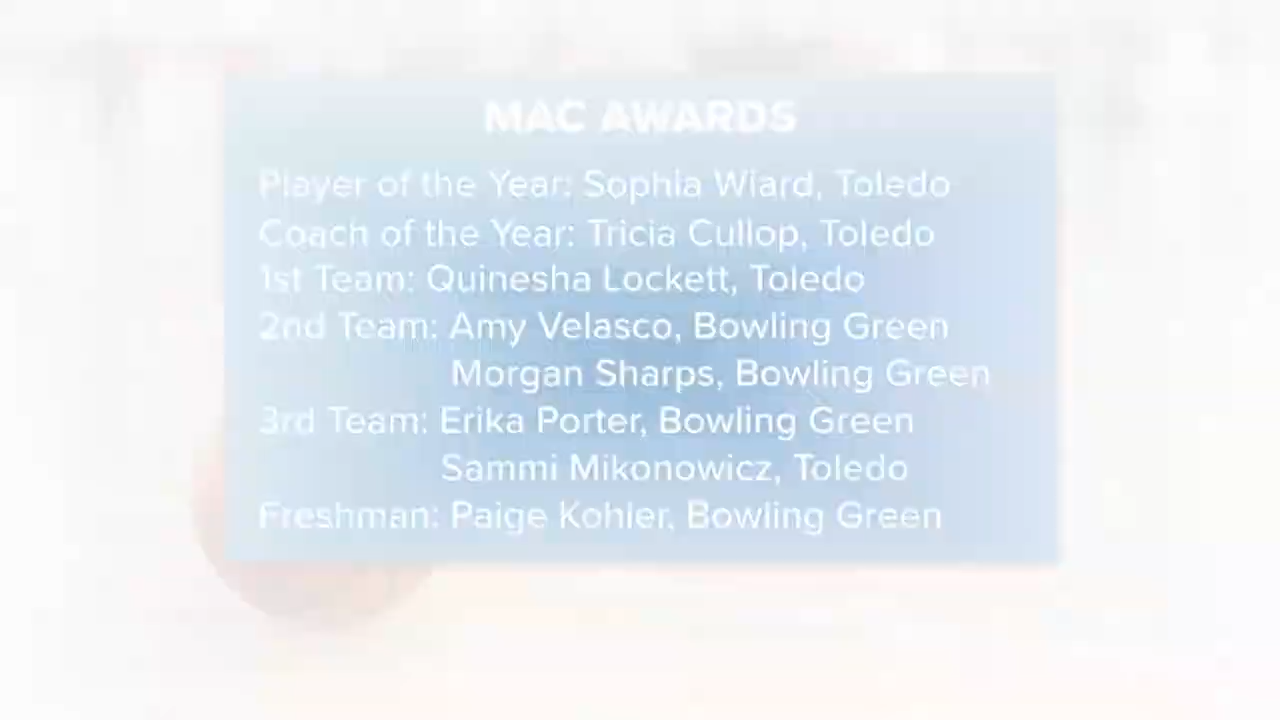 MAC AWARDS
Player of the Year: Sophia Wiard, Toledo
Coach of the Year: Tricia Cullop, Toledo
1st Team: Quinesha Lockett, Toledo
2nd Team: Amy Velasco, Bowling Green
Morgan Sharps, Bowling Green
3rd Team: Erika Porter, Bowling Green
Sammi Mikonowicz, Toledo
Freshman: Paige Kohler, Bowling Green